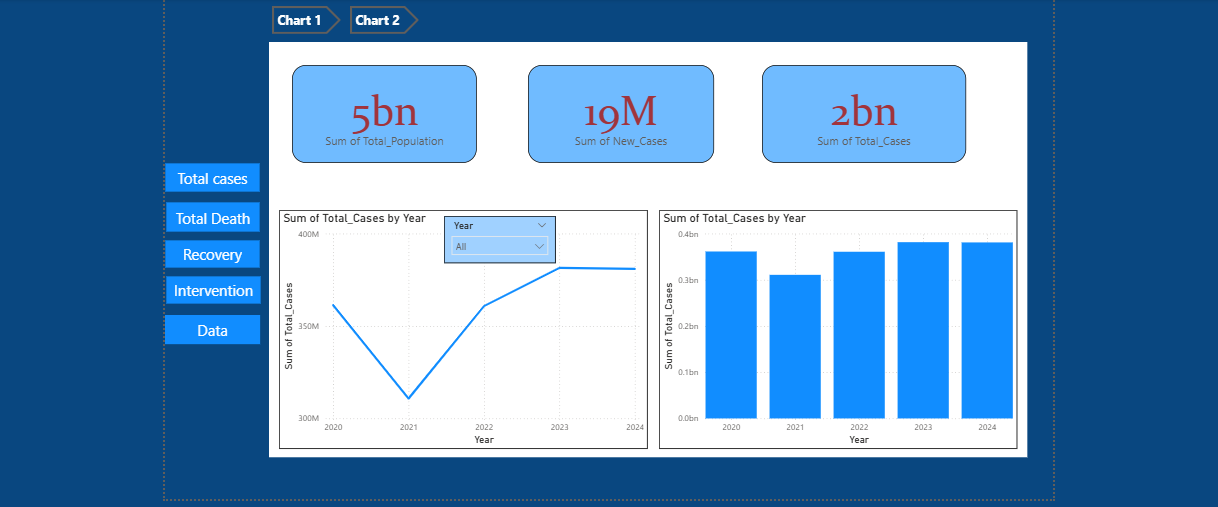 Chart 1
Chart 2
5bn
Sum of Total_Population
19M
Sum of New_Cases
2bn
Sum of Total_Cases
Total cases
Total Death
Recovery
Intervention
Data
Sum of Total_Cases by Year
Year
All
400M
350M
300M
Sum of Total_Cases
2020
2021
2022
2023
2024
Year
Sum of Total_Cases by Year
0.4bn
0.3bn
0.2bn
0.1bn
0.0bn
Sum of Total_Cases
2020
2021
2022
2023
2024
Year